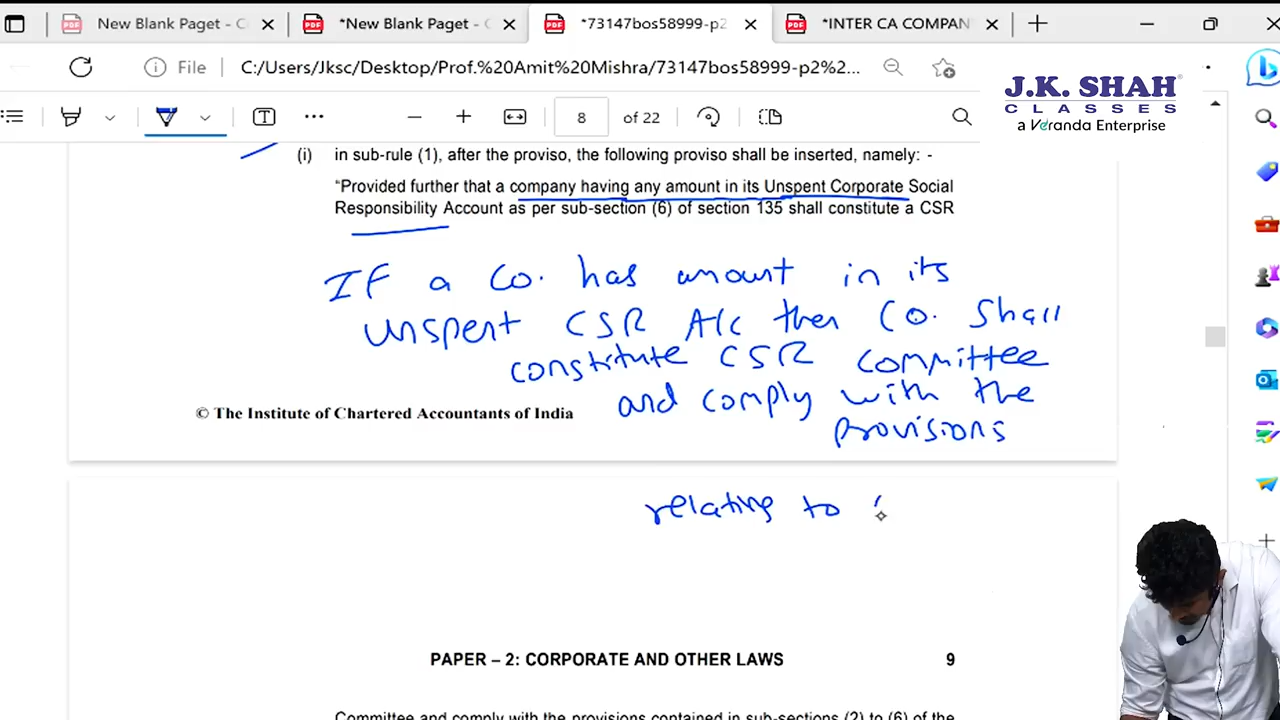 New Blank Paget - C
*New Blank Paget - C
*73147bos58999-p2
*INTER CA COMPAN
File
C:/Users/Jksc/Desktop/Prof.%20Amit%20Mishra/73147bos58999-p2%2...
J.K. SHAH
CLASSES
a Veranda Enterprise
8 of 22
(i) in sub-rule (1), after the proviso, the following proviso shall be inserted, namely: -
"Provided further that a company having any amount in its Unspent Corporate Social
Responsibility Account as per sub-section (6) of section 135 shall constitute a CSR
IF a Co. has amount in its
unspent CSR A/C then Co. Shall
constitute CSR committee
and comply with the
provisions
© The Institute of Chartered Accountants of India
relating to
PAPER – 2: CORPORATE AND OTHER LAWS 9
Committee and comply with the provisions contained in sub-sections (2) to (6) of the